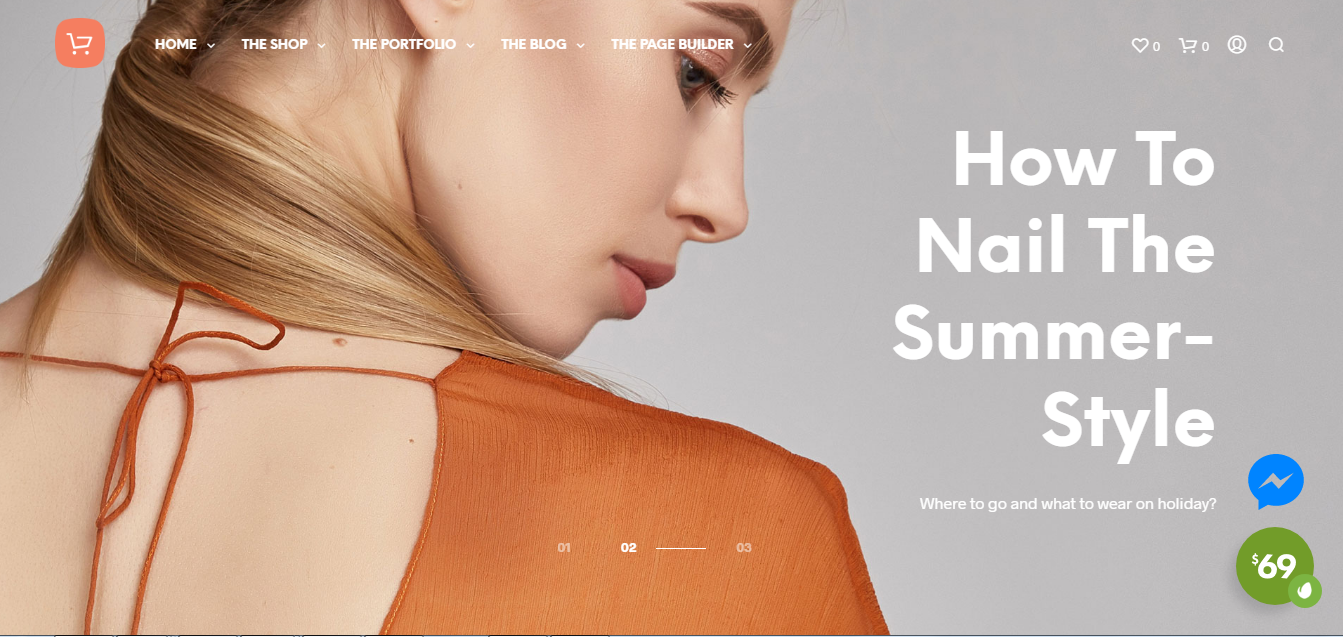 HOME THE SHOP THE PORTFOLIO THE BLOG THE PAGE BUILDER 0 0
How To
Nail The
Summer-
Style
Where to go and what to wear on holiday?
01 02 03
$69